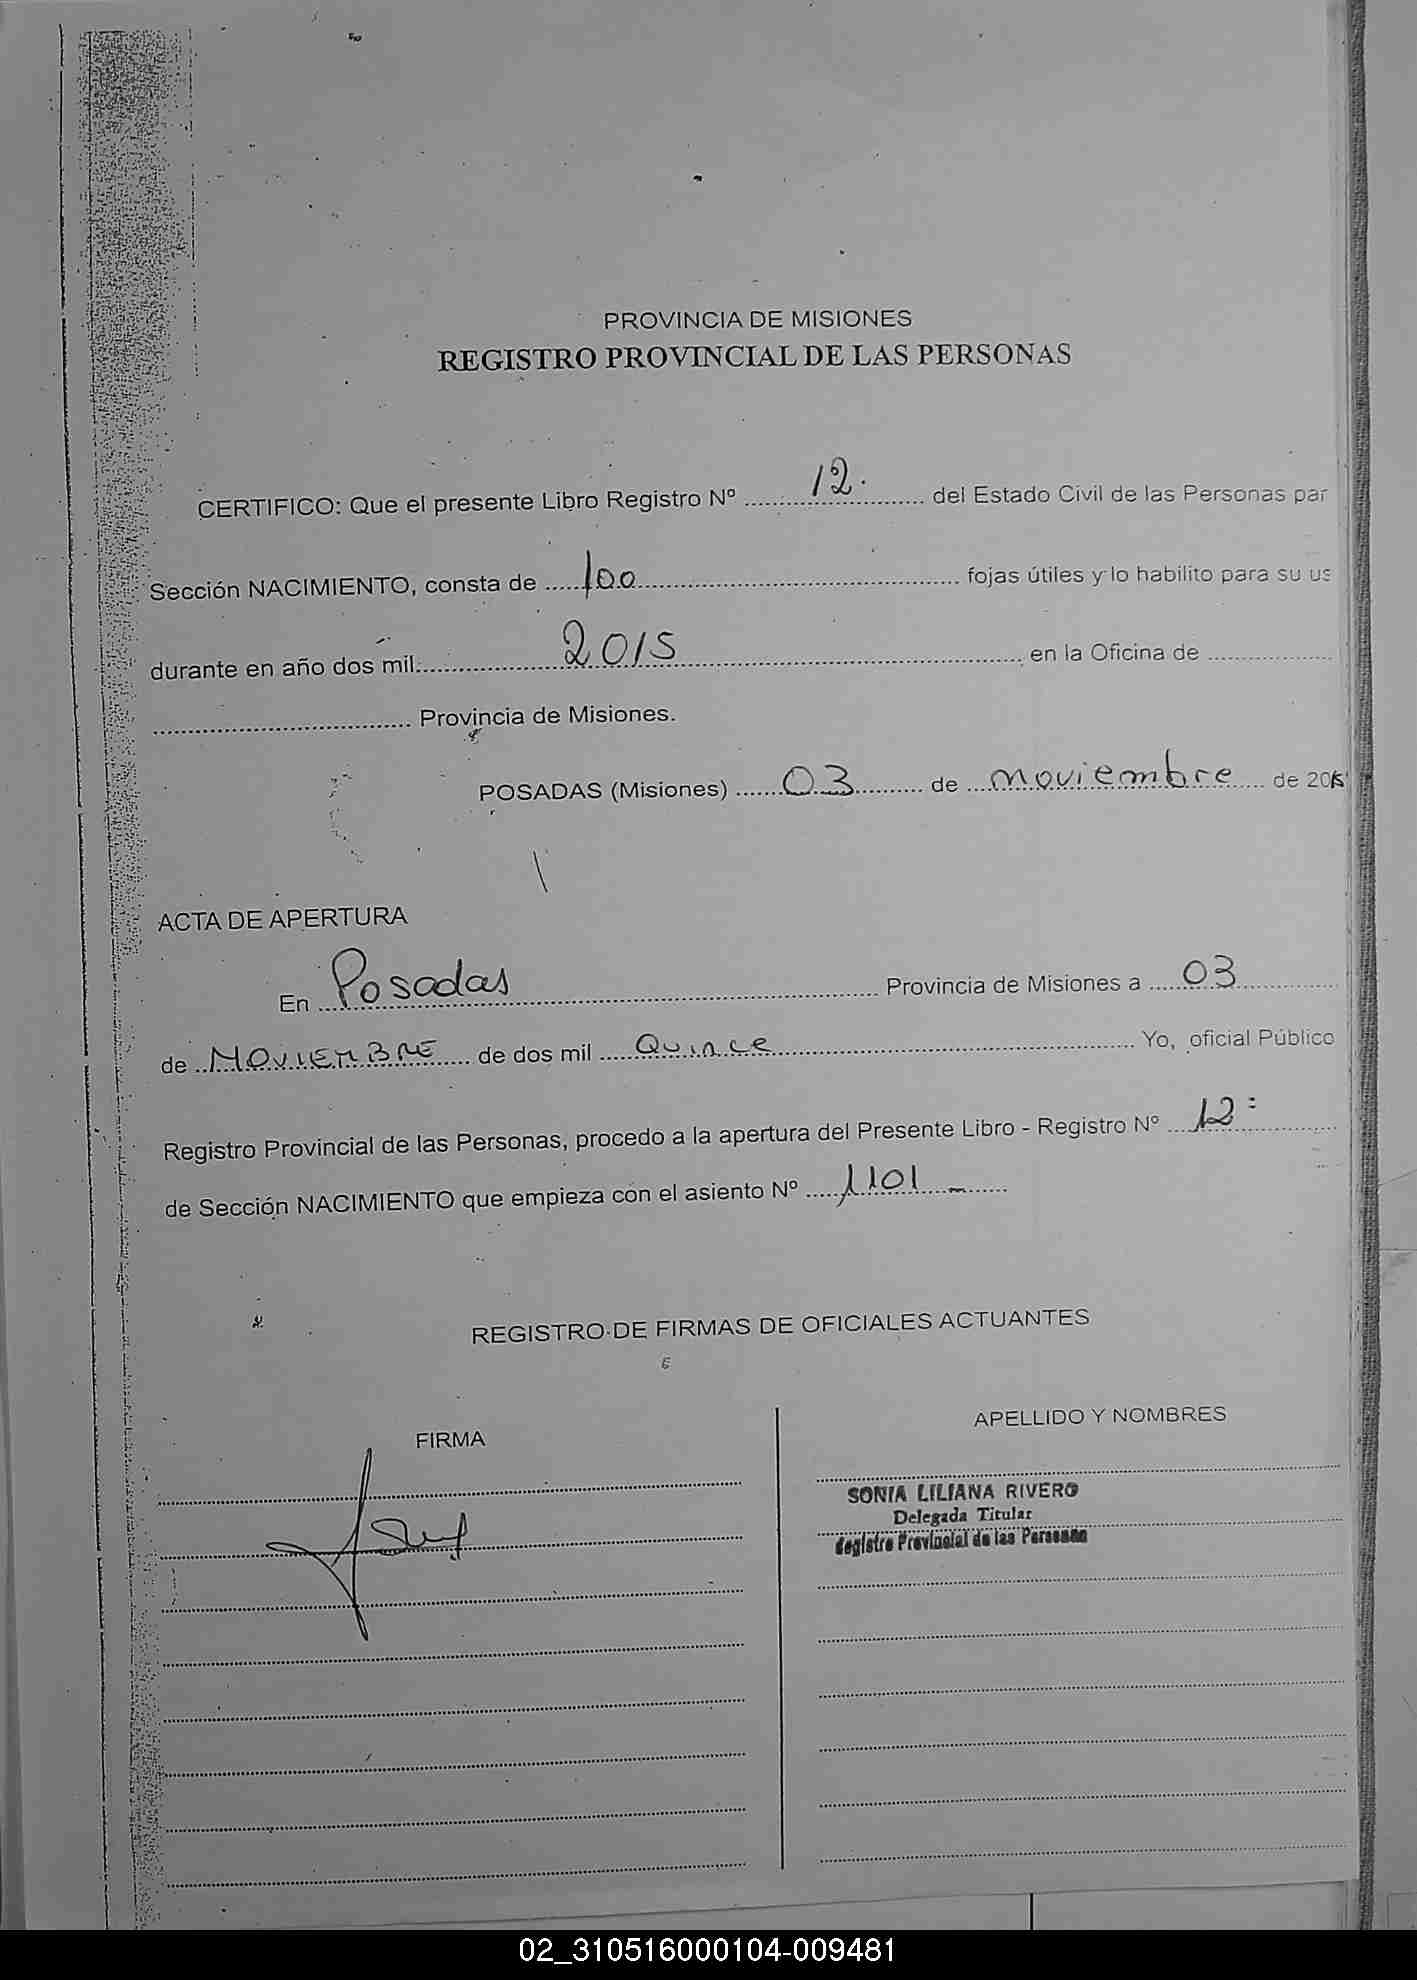 PROVINCIA DE MISIONES
REGISTRO PROVINCIAL DE LAS PERSONAS
CERTIFICO: Que el presente Libro Registro Nº 12. del Estado Civil de las Personas par
Sección NACIMIENTO, consta de 100 fojas útiles y lo habilito para su us
durante en año dos mil: 2015 en la Oficina de
Provincia de Misiones.
POSADAS (Misiones) 03 de noviembre de 2015
ACTA DE APERTURA
En Posadas Provincia de Misiones a 03
de NOVIEMBRE de dos mil Quince Yo, oficial Público
Registro Provincial de las Personas, procedo a la apertura del Presente Libro - Registro Nº 12=
de Sección NACIMIENTO que empieza con el asiento Nº 1101_
REGISTRO DE FIRMAS DE OFICIALES ACTUANTES
FIRMA
APELLIDO Y NOMBRES
SONIA LILIANA RIVERO
Delegada Titular
Registro Provincial de las Personas
02_310516000104-009481